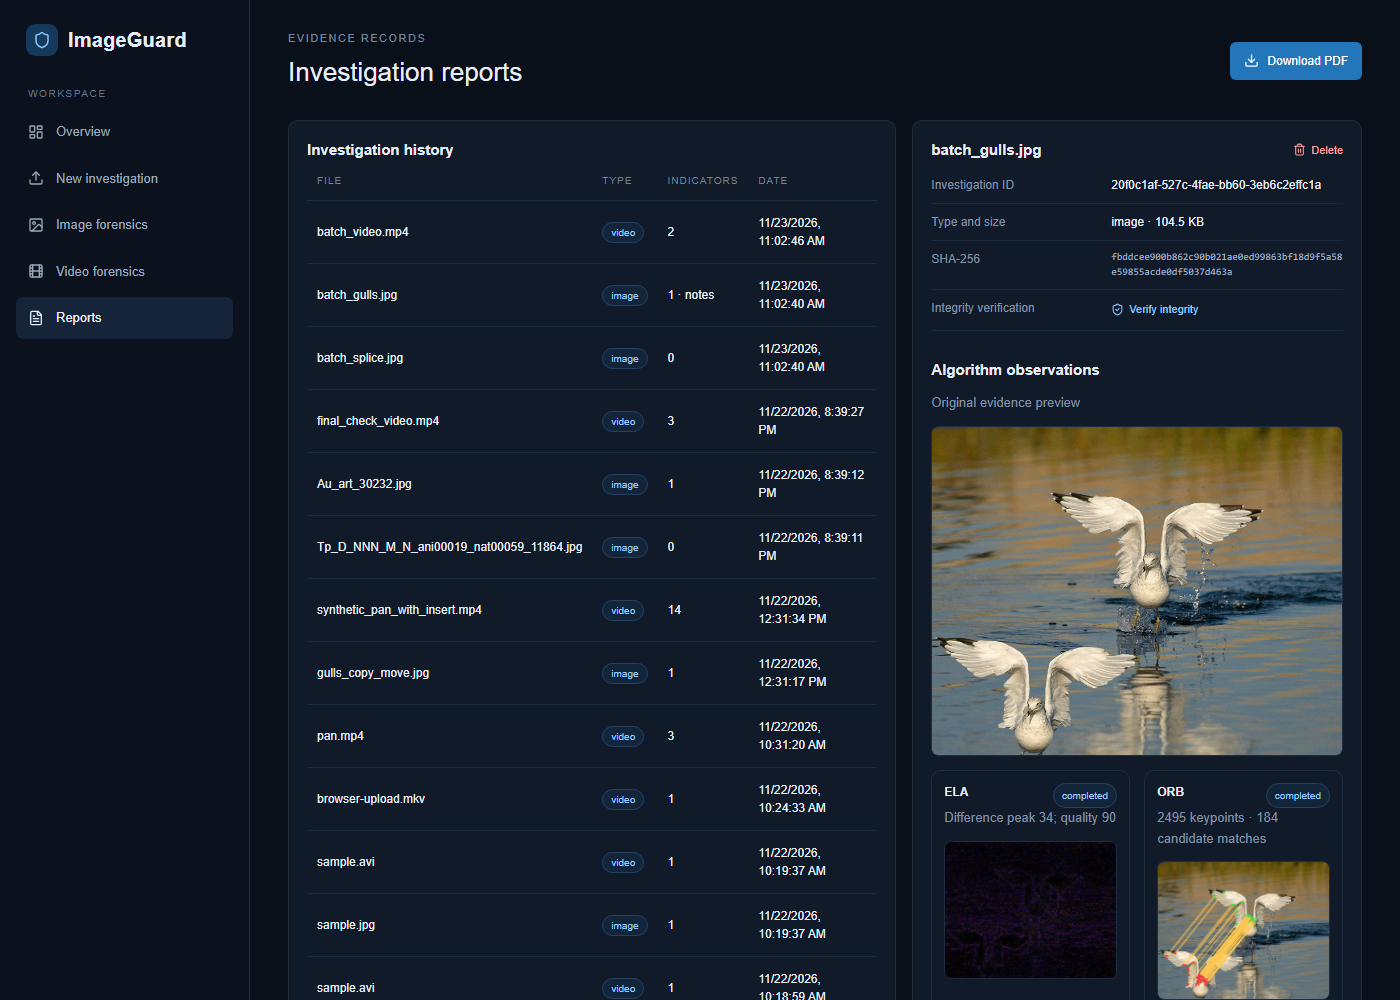 ImageGuard
WORKSPACE
Overview
New investigation
Image forensics
Video forensics
Reports
EVIDENCE RECORDS
Investigation reports
Download PDF
Investigation history
FILE TYPE INDICATORS DATE
batch_video.mp4 video 2 11/23/2026,
11:02:46 AM
batch_gulls.jpg image 1 · notes 11/23/2026,
11:02:40 AM
batch_splice.jpg image 0 11/23/2026,
11:02:40 AM
final_check_video.mp4 video 3 11/22/2026, 8:39:27
PM
Au_art_30232.jpg image 1 11/22/2026, 8:39:12
PM
Tp_D_NNN_M_N_ani00019_nat00059_11864.jpg image 0 11/22/2026, 8:39:11
PM
synthetic_pan_with_insert.mp4 video 14 11/22/2026,
12:31:34 PM
gulls_copy_move.jpg image 1 11/22/2026,
12:31:17 PM
pan.mp4 video 3 11/22/2026,
10:31:20 AM
browser-upload.mkv video 1 11/22/2026,
10:24:33 AM
sample.avi video 1 11/22/2026,
10:19:37 AM
sample.jpg image 1 11/22/2026,
10:19:37 AM
sample.avi video 1 11/22/2026,
10:18:59 AM
batch_gulls.jpg
Delete
Investigation ID 20f0c1af-527c-4fae-bb60-3eb6c2effc1a
Type and size image · 104.5 KB
SHA-256 fbddcee900b862c90b021ae0ed99863bf18d9f5a58
e59855acde0df5037d463a
Integrity verification Verify integrity
Algorithm observations
Original evidence preview
ELA completed
Difference peak 34; quality 90
ORB completed
2495 keypoints · 184
candidate matches